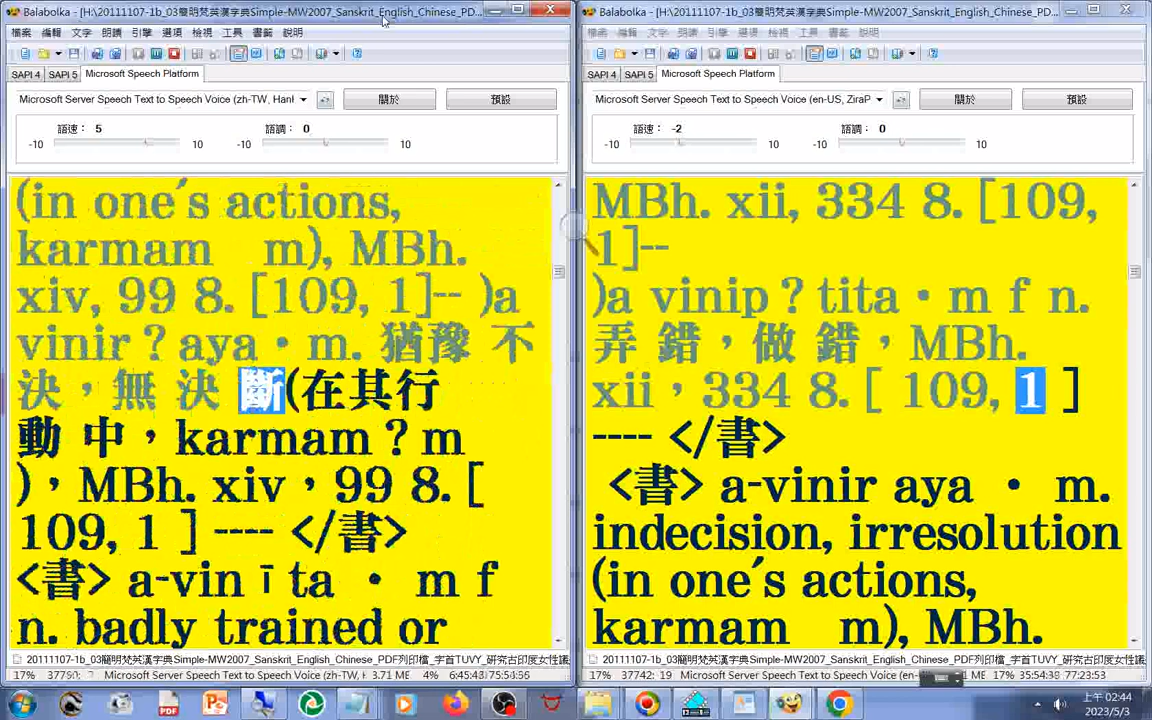 Balabolka - [H:\20111107-1b_03簡明梵英漢字典Simple-MW2007_Sanskrit_English_Chinese_PD...
檔案 編輯 文字 朗讀 引擎 選項 檢視 工具 書籤 說明
SAPI 4 SAPI 5 Microsoft Speech Platform
Microsoft Server Speech Text to Speech Voice (zh-TW, Hanl
關於 預設
語速： 5 語調： 0
-10 10 -10 10
(in one's actions,
karmam m), MBh.
xiv, 99 8. [109, 1]-- )a
vinir ? aya • m. 猶豫 不
決，無 決 斷(在其行
動 中，karmam ? m
)，MBh. xiv，99 8. [
109, 1 ] ---- </書>
<書> a-vin ī ta • m f
n. badly trained or
20111107-1b_03簡明梵英漢字典Simple-MW2007_Sanskrit_English_Chinese_PDF列印檔_字首TUVY_研究古印度女性議
17% Microsoft Server Speech Text to Speech Voice (zh-TW, 3.71 ME 4% 6:45:43/75:54:56
Balabolka - [H:\20111107-1b_03簡明梵英漢字典Simple-MW2007_Sanskrit_English_Chinese_PD...
檔案 編輯 文字 朗讀 引擎 選項 檢視 工具 書籤 說明
SAPI 4 SAPI 5 Microsoft Speech Platform
Microsoft Server Speech Text to Speech Voice (en-US, ZiraP
關於 預設
語速： -2 語調： 0
-10 10 -10 10
MBh. xii, 334 8. [109,
1]--
)a vinip ? tita • m f n.
弄 錯，做 錯，MBh.
xii，334 8. [ 109, 1 ]
---- </書>
<書> a-vinir aya • m.
indecision, irresolution
(in one's actions,
karmam m), MBh.
20111107-1b_03簡明梵英漢字典Simple-MW2007_Sanskrit_English_Chinese_PDF列印檔_字首TUVY_研究古印度女性議
17% 37742: 19 Microsoft Server Speech Text to Speech Voice (en-US, 17% 35:54:39/77:23:53
上午 02:44
2023/5/3